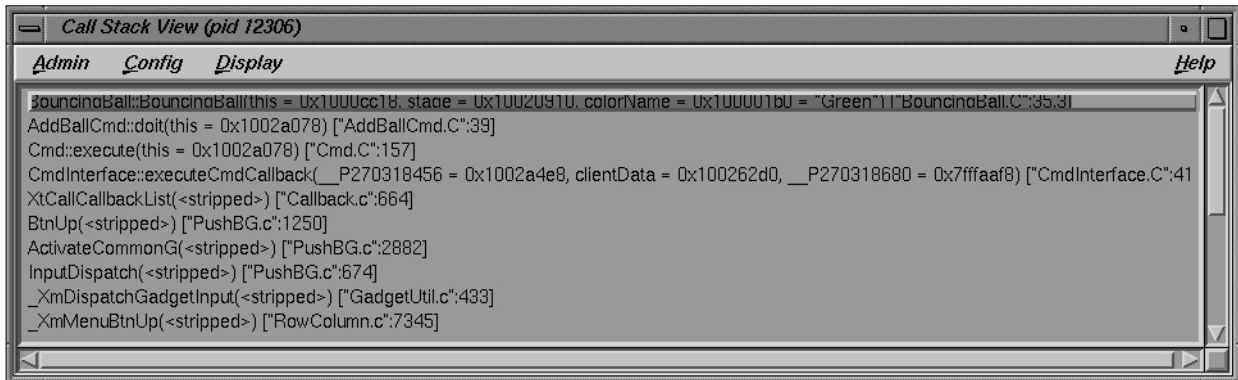 Call Stack View (pid 12306)
Admin Config Display Help
BouncingBall::BouncingBall(this = 0x1000cc18, stage = 0x10020910, colorName = 0x100001b0 = "Green") ["BouncingBall.C":35,3]
AddBallCmd::doit(this = 0x1002a078) ["AddBallCmd.C":39]
Cmd::execute(this = 0x1002a078) ["Cmd.C":157]
CmdInterface::executeCmdCallback(__P270318456 = 0x1002a4e8, clientData = 0x100262d0, __P270318680 = 0x7fffaaf8) ["CmdInterface.C":41
XtCallCallbackList(<stripped>) ["Callback.c":664]
BtnUp(<stripped>) ["PushBG.c":1250]
ActivateCommonG(<stripped>) ["PushBG.c":2882]
InputDispatch(<stripped>) ["PushBG.c":674]
_XmDispatchGadgetInput(<stripped>) ["GadgetUtil.c":433]
_XmMenuBtnUp(<stripped>) ["RowColumn.c":7345]